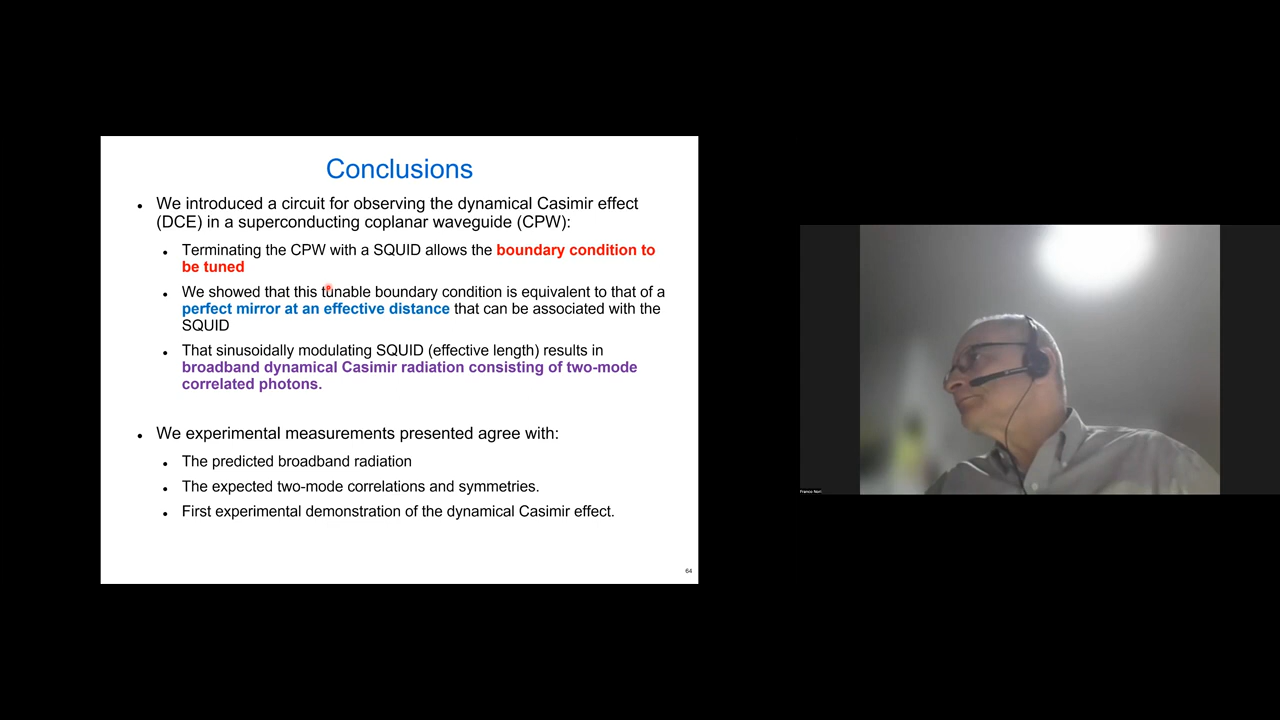 Conclusions
• We introduced a circuit for observing the dynamical Casimir effect
(DCE) in a superconducting coplanar waveguide (CPW):
• Terminating the CPW with a SQUID allows the boundary condition to
be tuned
• We showed that this tunable boundary condition is equivalent to that of a
perfect mirror at an effective distance that can be associated with the
SQUID
• That sinusoidally modulating SQUID (effective length) results in
broadband dynamical Casimir radiation consisting of two-mode
correlated photons.
• We experimental measurements presented agree with:
• The predicted broadband radiation
• The expected two-mode correlations and symmetries.
• First experimental demonstration of the dynamical Casimir effect.
64
Franco Nori